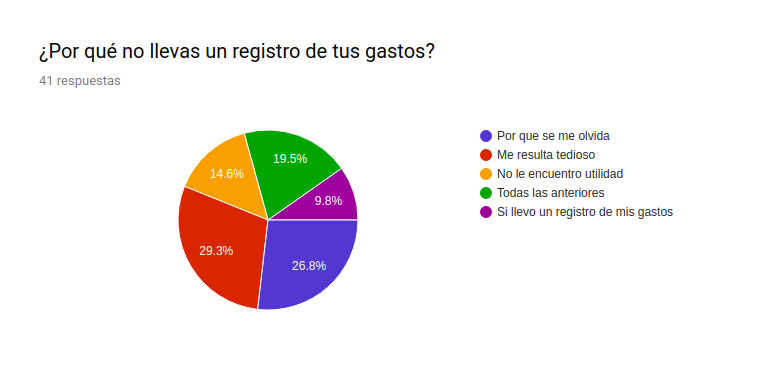 ¿Por qué no llevas un registro de tus gastos?
41 respuestas
19.5%
14.6%
9.8%
29.3%
26.8%
Por que se me olvida
Me resulta tedioso
No le encuentro utilidad
Todas las anteriores
Si llevo un registro de mis gastos